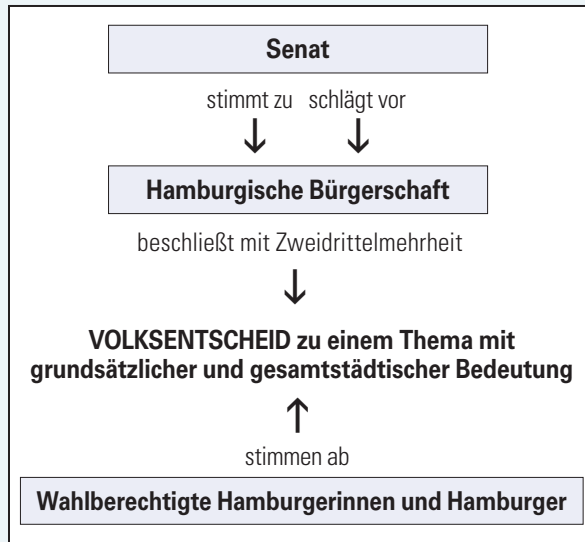 Senat
stimmt zu schlägt vor
Hamburgische Bürgerschaft
beschließt mit Zweidrittelmehrheit
VOLKSENTSCHEID zu einem Thema mit
grundsätzlicher und gesamtstädtischer Bedeutung
stimmen ab
Wahlberechtigte Hamburgerinnen und Hamburger